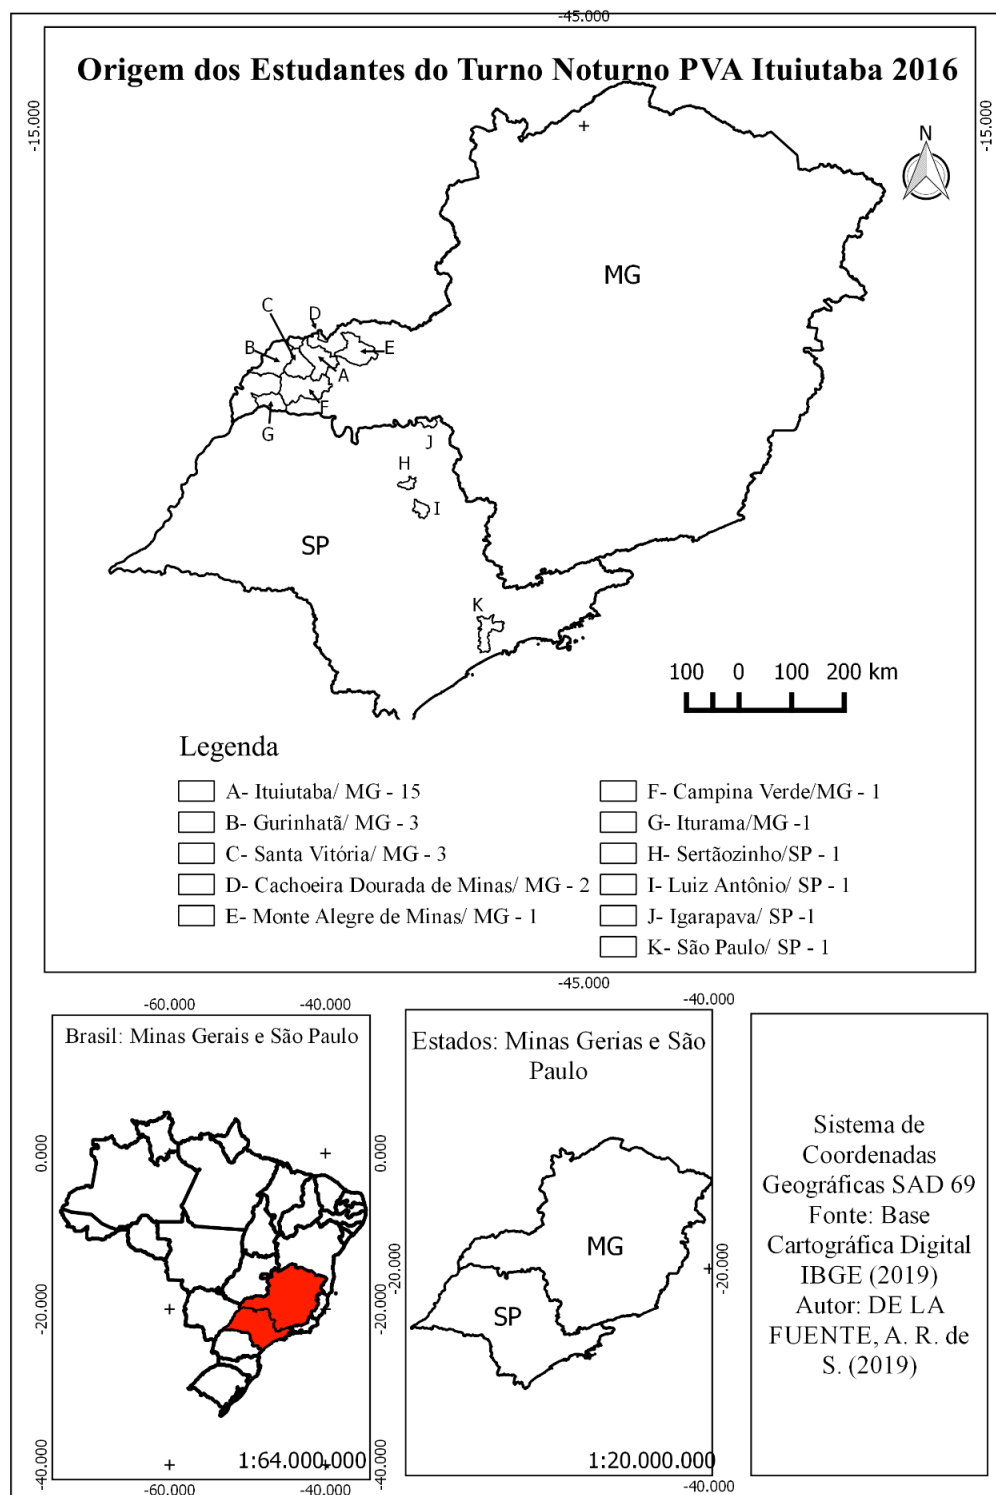 -45.000
Origem dos Estudantes do Turno Noturno PVA Ituiutaba 2016
-15.000
-15.000
N
MG
C
D
B
E
A
F
G
J
H
I
SP
K
100 0 100 200 km
Legenda
A- Ituiutaba/ MG - 15
B- Gurinhatã/ MG - 3
C- Santa Vitória/ MG - 3
D- Cachoeira Dourada de Minas/ MG - 2
E- Monte Alegre de Minas/ MG - 1
F- Campina Verde/MG - 1
G- Iturama/MG -1
H- Sertãozinho/SP - 1
I- Luiz Antônio/ SP - 1
J- Igarapava/ SP -1
K- São Paulo/ SP - 1
-45.000
-60.000 -40.000
Brasil: Minas Gerais e São Paulo
0.000
0.000
-20.000
-20.000
-40.000
-40.000
1:64.000.000
-60.000 -40.000
-40.000
Estados: Minas Gerias e São
Paulo
MG
SP
-20.000
-20.000
1:20.000.000
-40.000
Sistema de
Coordenadas
Geográficas SAD 69
Fonte: Base
Cartográfica Digital
IBGE (2019)
Autor: DE LA
FUENTE, A. R. de
S. (2019)